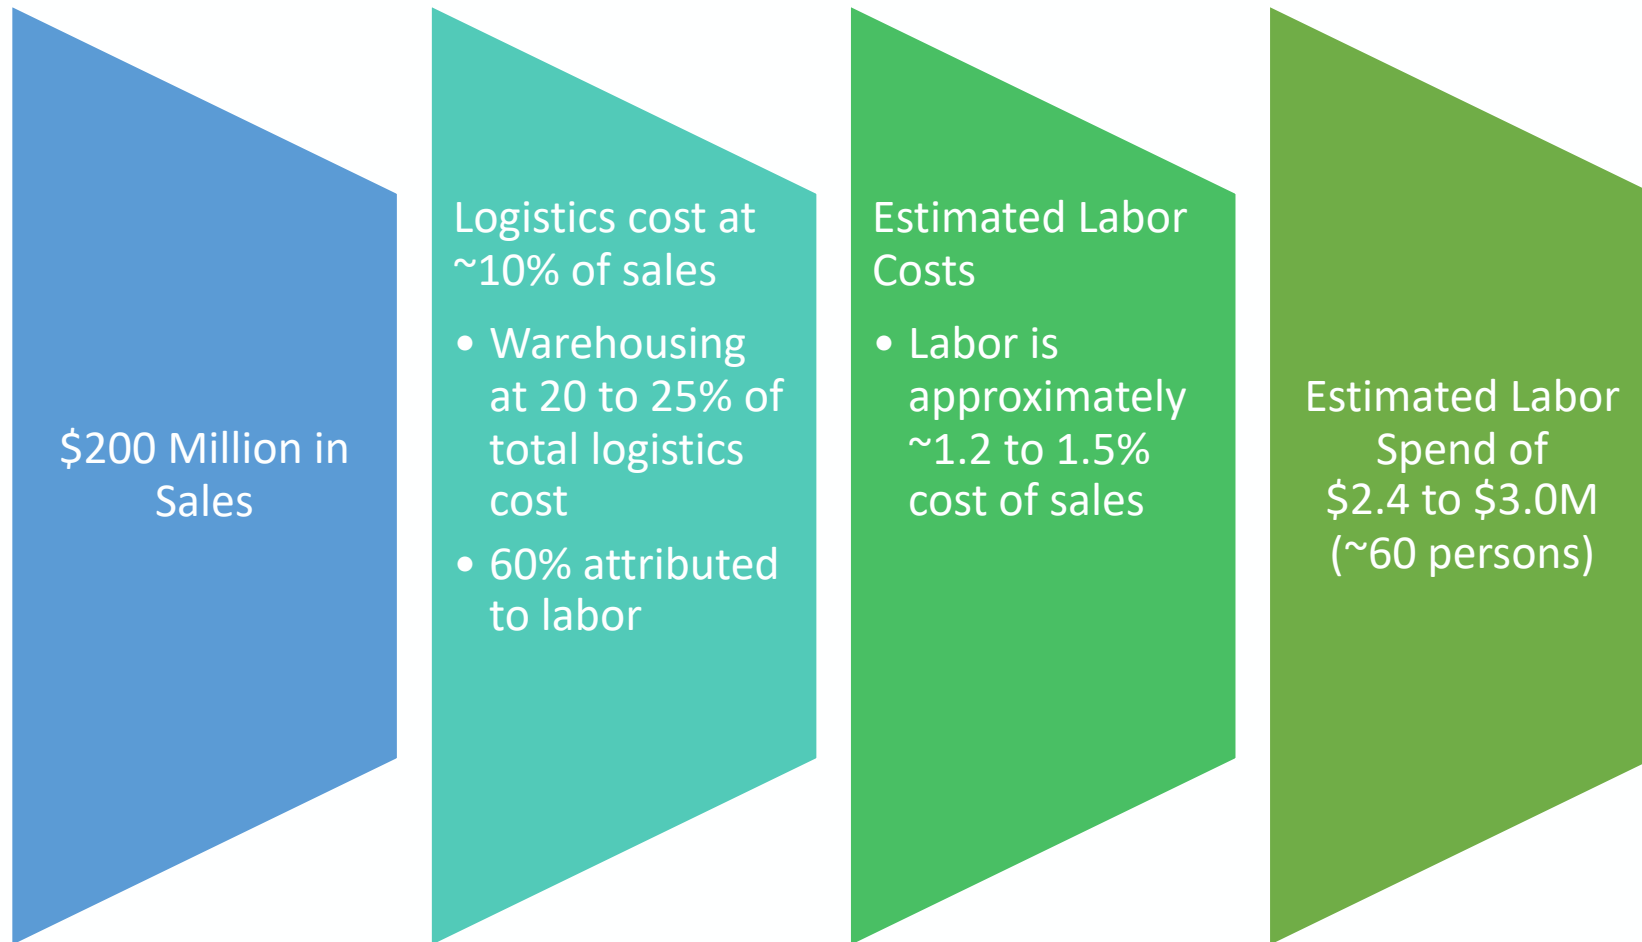 $200 Million in
Sales
Logistics cost at
~10% of sales
• Warehousing
at 20 to 25% of
total logistics
cost
• 60% attributed
to labor
Estimated Labor
Costs
• Labor is
approximately
~1.2 to 1.5%
cost of sales
Estimated Labor
Spend of
$2.4 to $3.0M
(~60 persons)